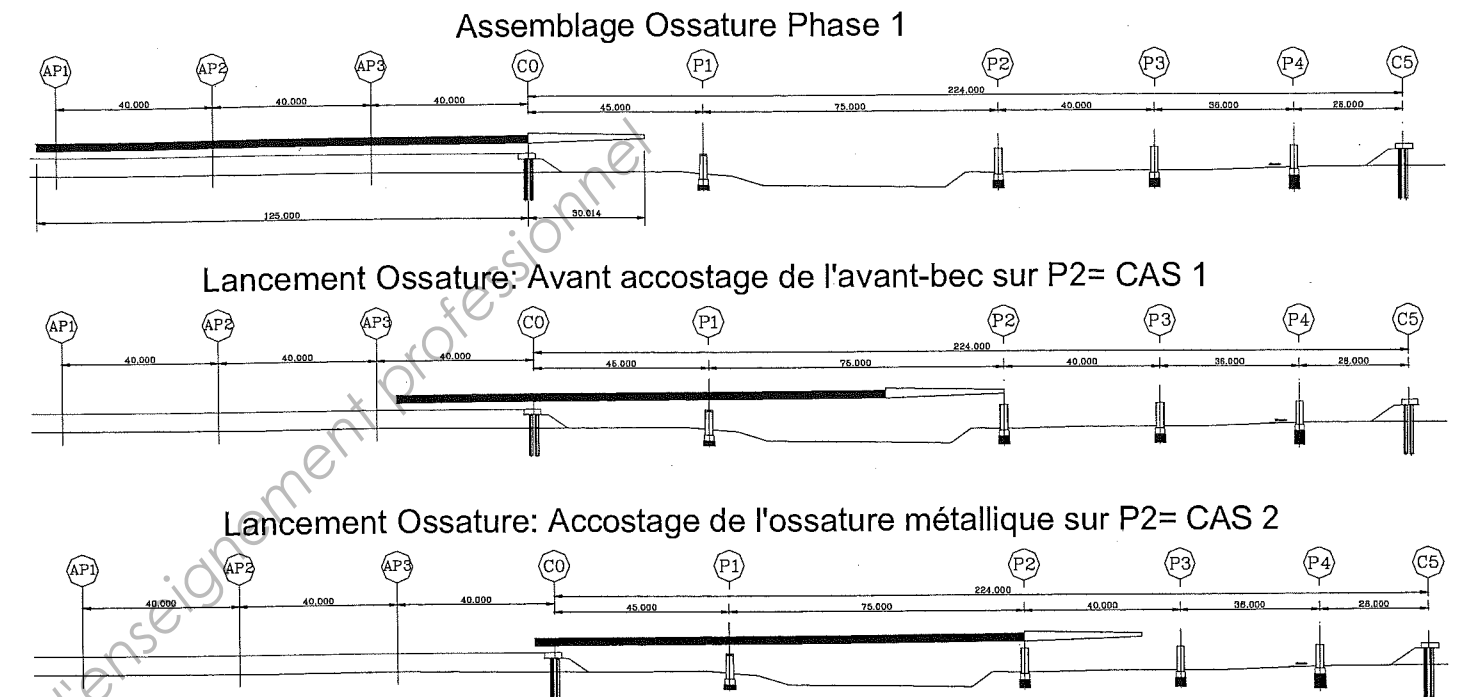 Assemblage Ossature Phase 1
AP1 AP2 AP3 C0 P1 P2 P3 P4 C5
224.000
40.000 40.000 40.000 45.000 75.000 40.000 36.000 28.000
125.000 30.014
Lancement Ossature: Avant accostage de l'avant-bec sur P2= CAS 1
AP1 AP2 AP3 C0 P1 P2 P3 P4 C5
224.000
40.000 40.000 40.000 45.000 75.000 40.000 36.000 28.000
Lancement Ossature: Accostage de l'ossature métallique sur P2= CAS 2
AP1 AP2 AP3 C0 P1 P2 P3 P4 C5
224.000
40.000 40.000 40.000 45.000 75.000 40.000 36.000 28.000
l'enseignement professionnel